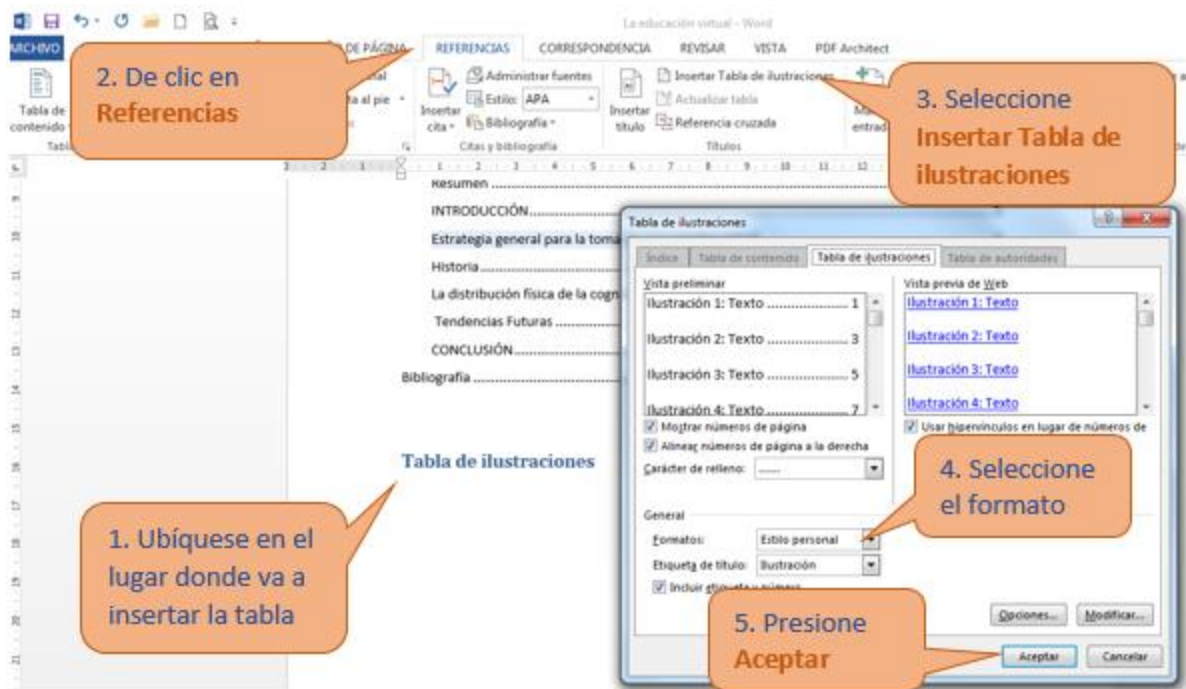 La educación virtual - Word
ARCHIVO
DE PÁGINA
REFERENCIAS
CORRESPONDENCIA
REVISAR
VISTA
PDF Architect
2. De clic en
Referencias
Tabla de
contenido
al pie
Insertar
cita
Administrar fuentes
Estilo: APA
Bibliografía
Citas y bibliografía
Insertar
título
Insertar Tabla de ilustraciones
Actualizar tabla
Referencia cruzada
Títulos
3. Seleccione
Insertar Tabla de
ilustraciones
Resumen
INTRODUCCIÓN
Estrategia general para la toma
Historia
La distribución física de la cogn
Tendencias Futuras
CONCLUSIÓN
Bibliografía
Tabla de ilustraciones
1. Ubíquese en el
lugar donde va a
insertar la tabla
Tabla de ilustraciones
Índice
Tabla de contenido
Tabla de ilustraciones
Tabla de autoridades
Vista preliminar
Ilustración 1: Texto ..................... 1
Ilustración 2: Texto ..................... 3
Ilustración 3: Texto ..................... 5
Ilustración 4: Texto ..................... 7
Vista previa de Web
Ilustración 1: Texto
Ilustración 2: Texto
Ilustración 3: Texto
Ilustración 4: Texto
Mostrar números de página
Alinear números de página a la derecha
Carácter de relleno: .......
Usar hipervínculos en lugar de números de
4. Seleccione
el formato
General
Formatos: Estilo personal
Etiqueta de título: Ilustración
Incluir etiqueta y número
Opciones...
Modificar...
5. Presione
Aceptar
Aceptar
Cancelar